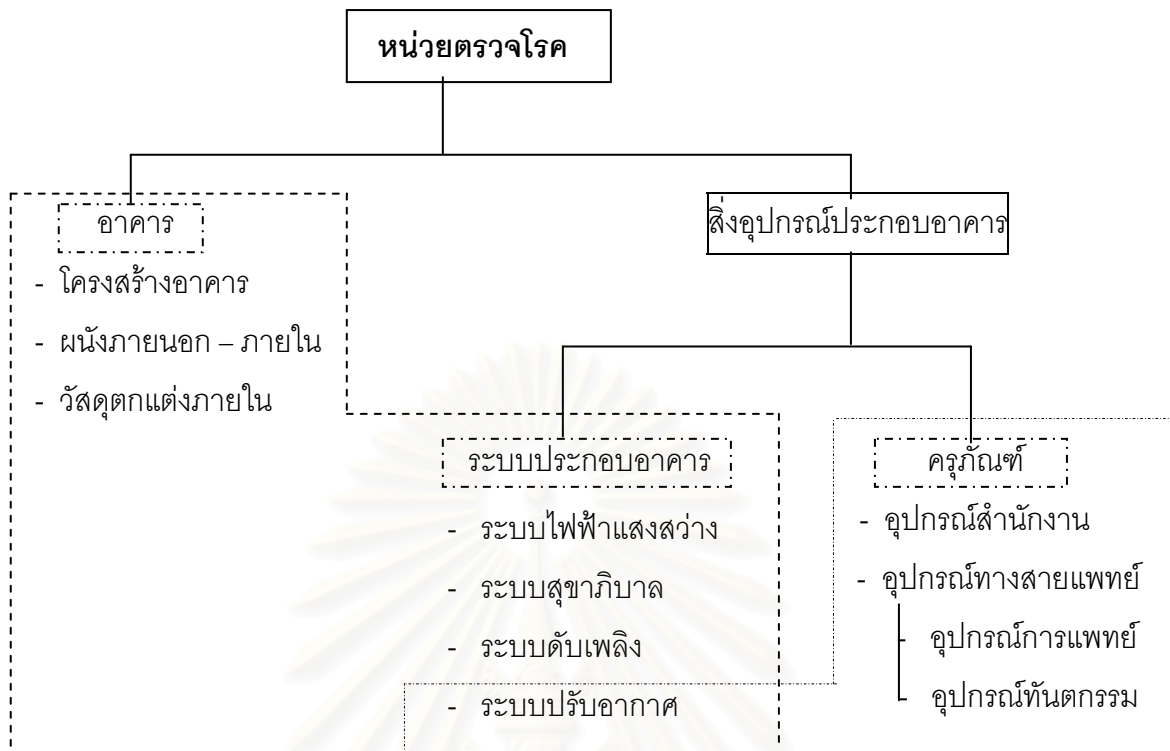 หน่วยตรวจโรค
อาคาร
- โครงสร้างอาคาร
- ผนังภายนอก – ภายใน
- วัสดุตกแต่งภายใน
สิ่งอุปกรณ์ประกอบอาคาร
ระบบประกอบอาคาร
- ระบบไฟฟ้าแสงสว่าง
- ระบบสุขาภิบาล
- ระบบดับเพลิง
- ระบบปรับอากาศ
ครุภัณฑ์
- อุปกรณ์สำนักงาน
- อุปกรณ์ทางสายแพทย์
- อุปกรณ์การแพทย์
- อุปกรณ์ทันตกรรม